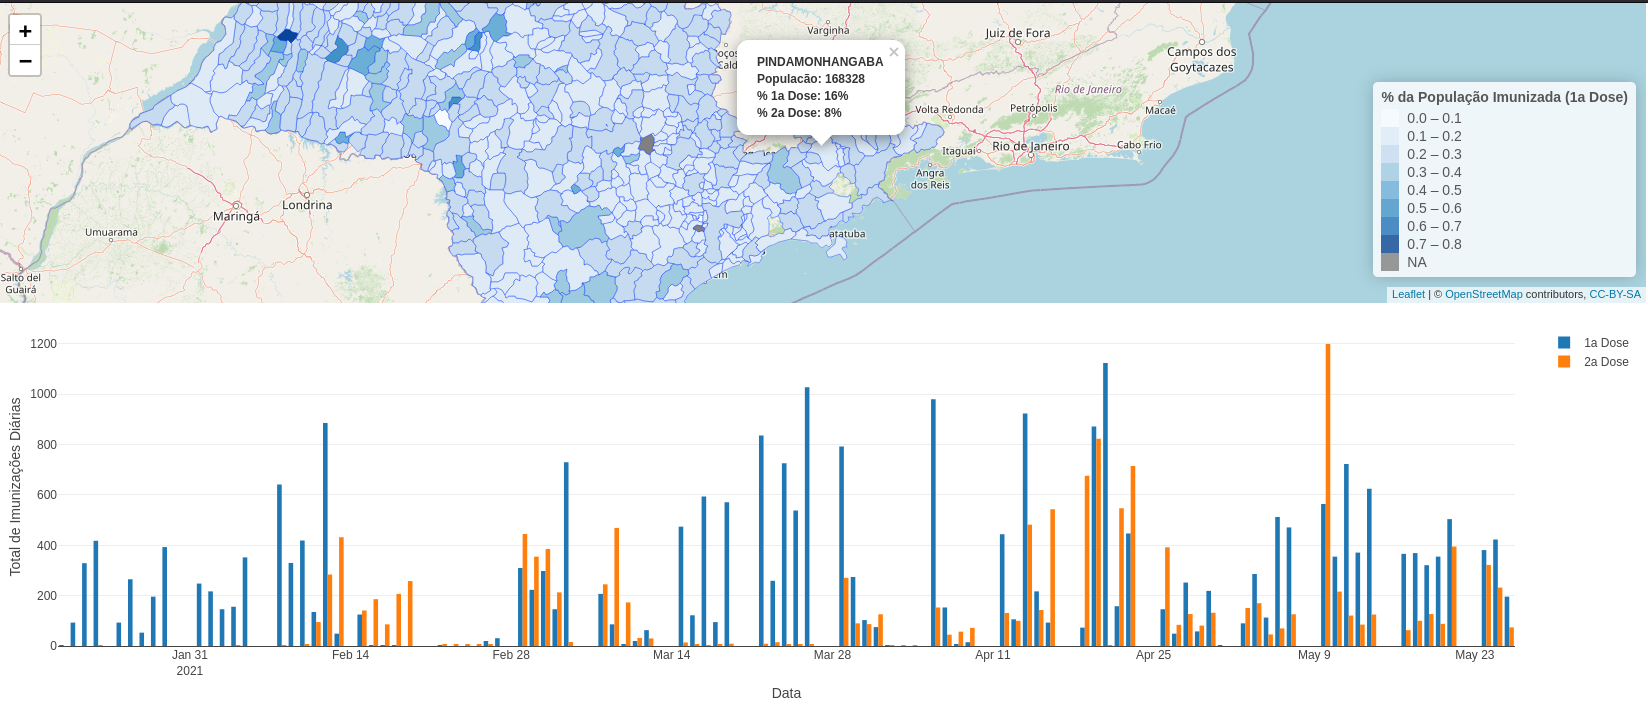 +
−
Varginha
Juiz de Fora
Campos dos
Goytacazes
×
PINDAMONHANGABA
Populacão: 168328
% 1a Dose: 16%
% 2a Dose: 8%
Rio de Janeiro
Volta Redonda
Petrópolis
Macaé
Itaguaí
Rio de Janeiro
Cabo Frio
Angra
dos Reis
Londrina
Maringá
Umuarama
atatuba
Salto del
Guairá
% da População Imunizada (1a Dose)
0.0 – 0.1
0.1 – 0.2
0.2 – 0.3
0.3 – 0.4
0.4 – 0.5
0.5 – 0.6
0.6 – 0.7
0.7 – 0.8
NA
Leaflet | © OpenStreetMap contributors, CC-BY-SA
1a Dose
2a Dose
Total de Imunizações Diárias
1200
1000
800
600
400
200
0
Jan 31
2021
Feb 14
Feb 28
Mar 14
Mar 28
Apr 11
Apr 25
May 9
May 23
Data